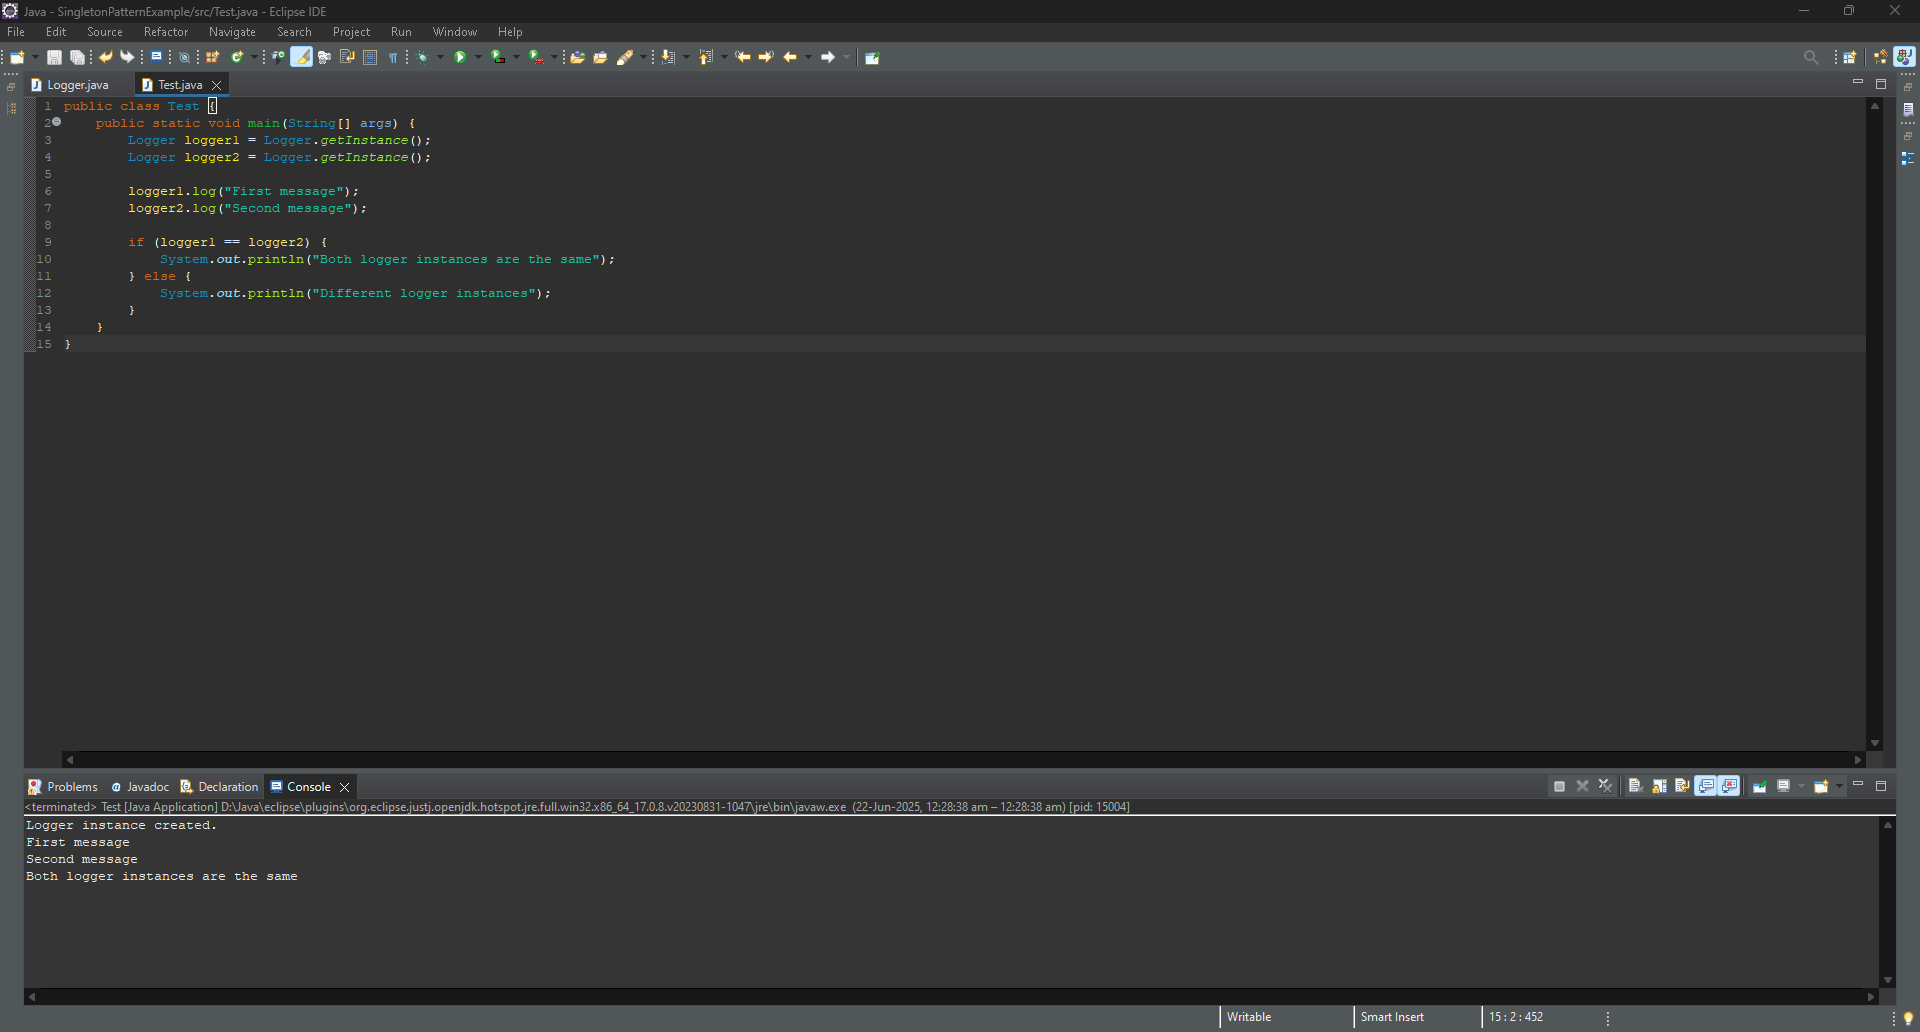 Java - SingletonPatternExample/src/Test.java - Eclipse IDE
File Edit Source Refactor Navigate Search Project Run Window Help
Logger.java Test.java
1 public class Test {
2 public static void main(String[] args) {
3 Logger logger1 = Logger.getInstance();
4 Logger logger2 = Logger.getInstance();
5
6 logger1.log("First message");
7 logger2.log("Second message");
8
9 if (logger1 == logger2) {
10 System.out.println("Both logger instances are the same");
11 } else {
12 System.out.println("Different logger instances");
13 }
14 }
15 }
Problems Javadoc Declaration Console
<terminated> Test [Java Application] D:\Java\eclipse\plugins\org.eclipse.justj.openjdk.hotspot.jre.full.win32.x86_64_17.0.8.v20230831-1047\jre\bin\javaw.exe (22-Jun-2025, 12:28:38 am – 12:28:38 am) [pid: 15004]
Logger instance created.
First message
Second message
Both logger instances are the same
Writable Smart Insert 15 : 2 : 452